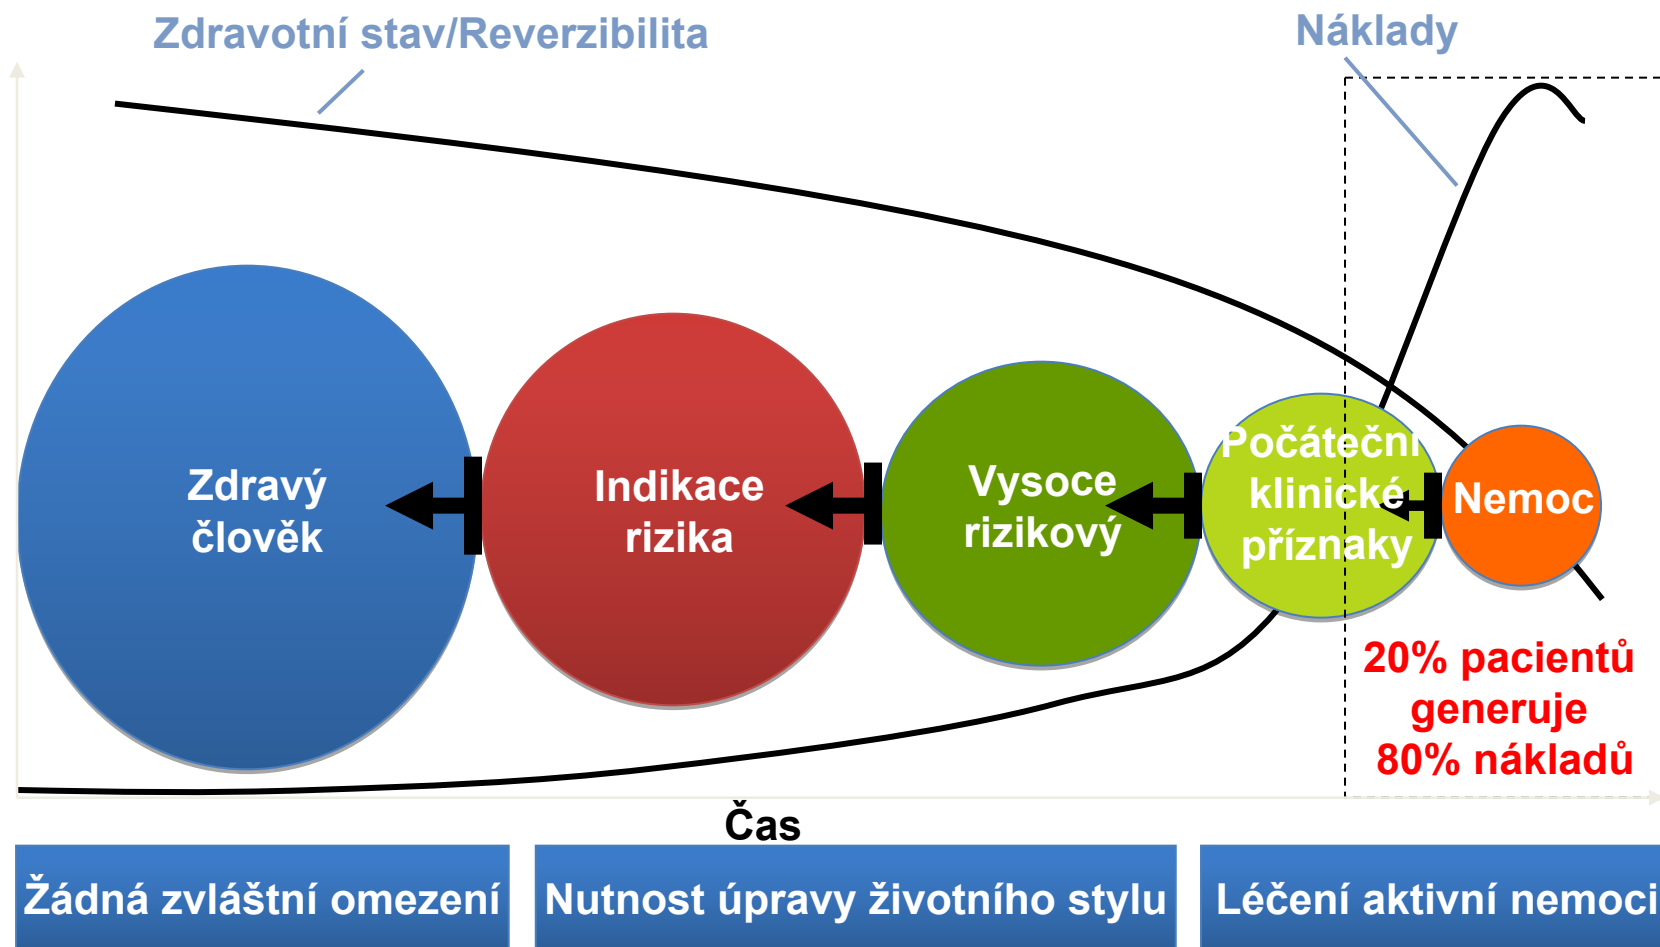 Zdravotní stav/Reverzibilita
Náklady
Zdravý
člověk
Indikace
rizika
Vysoce
rizikový
Počáteční
klinické
příznaky
Nemoc
20% pacientů
generuje
80% nákladů
Čas
Žádná zvláštní omezení
Nutnost úpravy životního stylu
Léčení aktivní nemoci